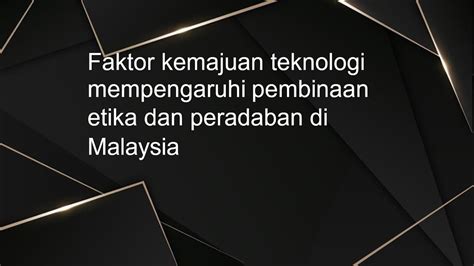 Faktor kemajuan teknologi
mempengaruhi pembinaan
etika dan peradaban di
Malaysia